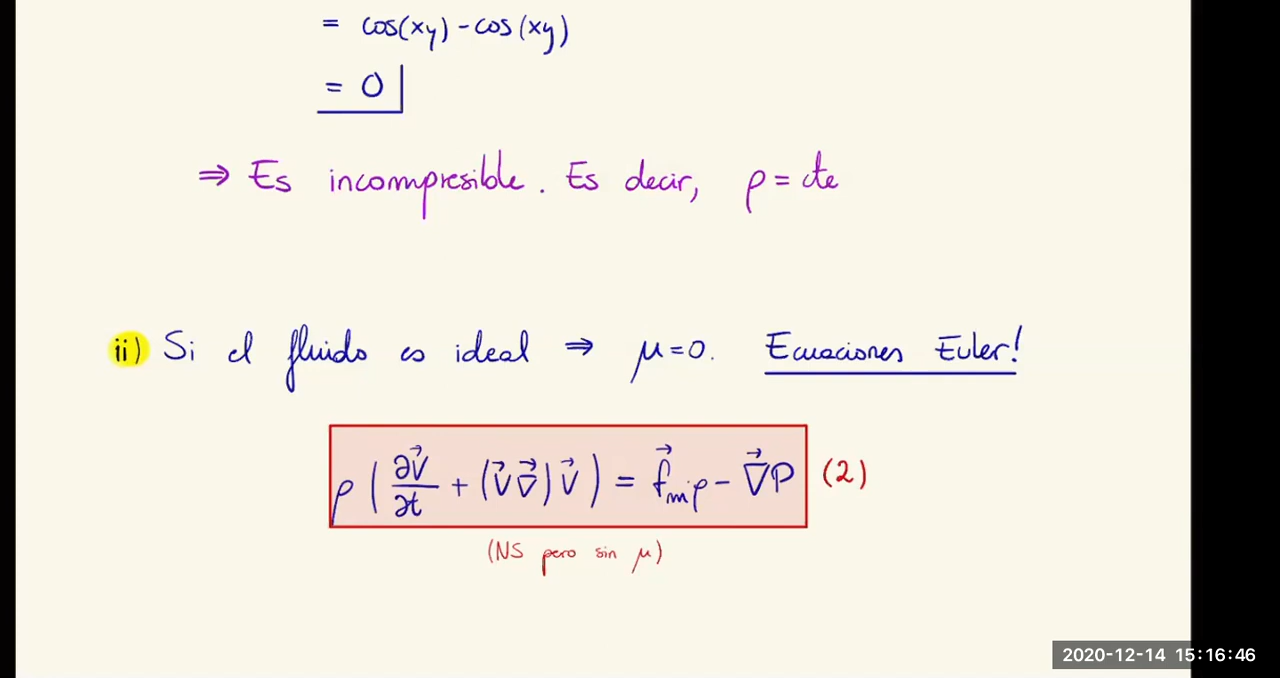 = cos(xy) - cos(xy)
= 0
⇒ Es incompresible. Es decir, ρ = cte
ii) Si el fluido es ideal ⇒ μ=0. Ecuaciones Euler!
ρ ( ∂v⃗/∂t + (v⃗ ∇⃗) v⃗ ) = f⃗ₘρ - ∇⃗P (2)
(NS pero sin μ)
2020-12-14 15:16:46